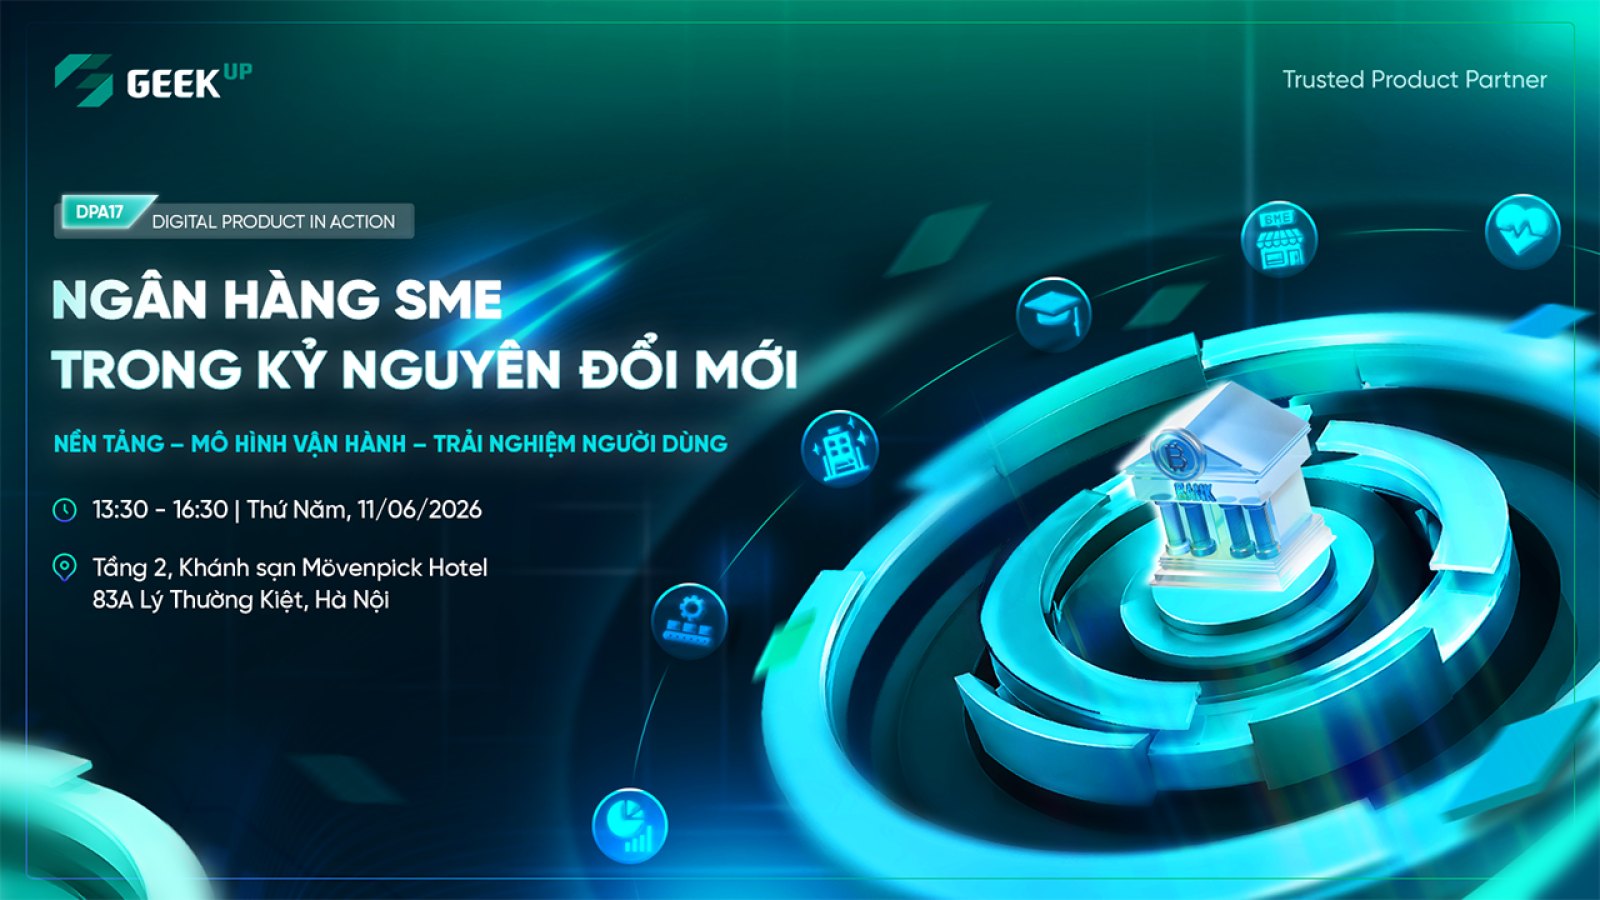 GEEK UP
Trusted Product Partner
DPA17
DIGITAL PRODUCT IN ACTION
NGÂN HÀNG SME
TRONG KỶ NGUYÊN ĐỔI MỚI
NỀN TẢNG – MÔ HÌNH VẬN HÀNH – TRẢI NGHIỆM NGƯỜI DÙNG
13:30 - 16:30 | Thứ Năm, 11/06/2026
Tầng 2, Khánh sạn Mövenpick Hotel
83A Lý Thường Kiệt, Hà Nội
SME
BANK